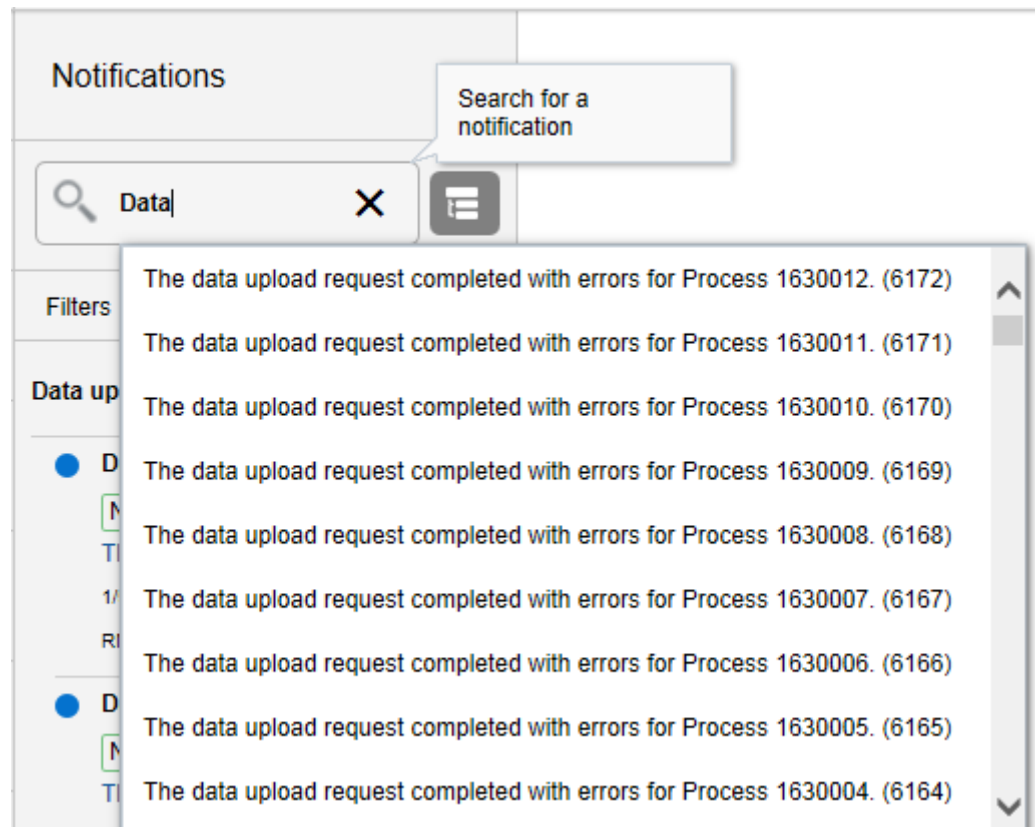 Notifications
Search for a
notification
Data
The data upload request completed with errors for Process 1630012. (6172)
Filters
The data upload request completed with errors for Process 1630011. (6171)
Data up
The data upload request completed with errors for Process 1630010. (6170)
D
The data upload request completed with errors for Process 1630009. (6169)
N
The data upload request completed with errors for Process 1630008. (6168)
1/
The data upload request completed with errors for Process 1630007. (6167)
The data upload request completed with errors for Process 1630006. (6166)
D
The data upload request completed with errors for Process 1630005. (6165)
N
The data upload request completed with errors for Process 1630004. (6164)